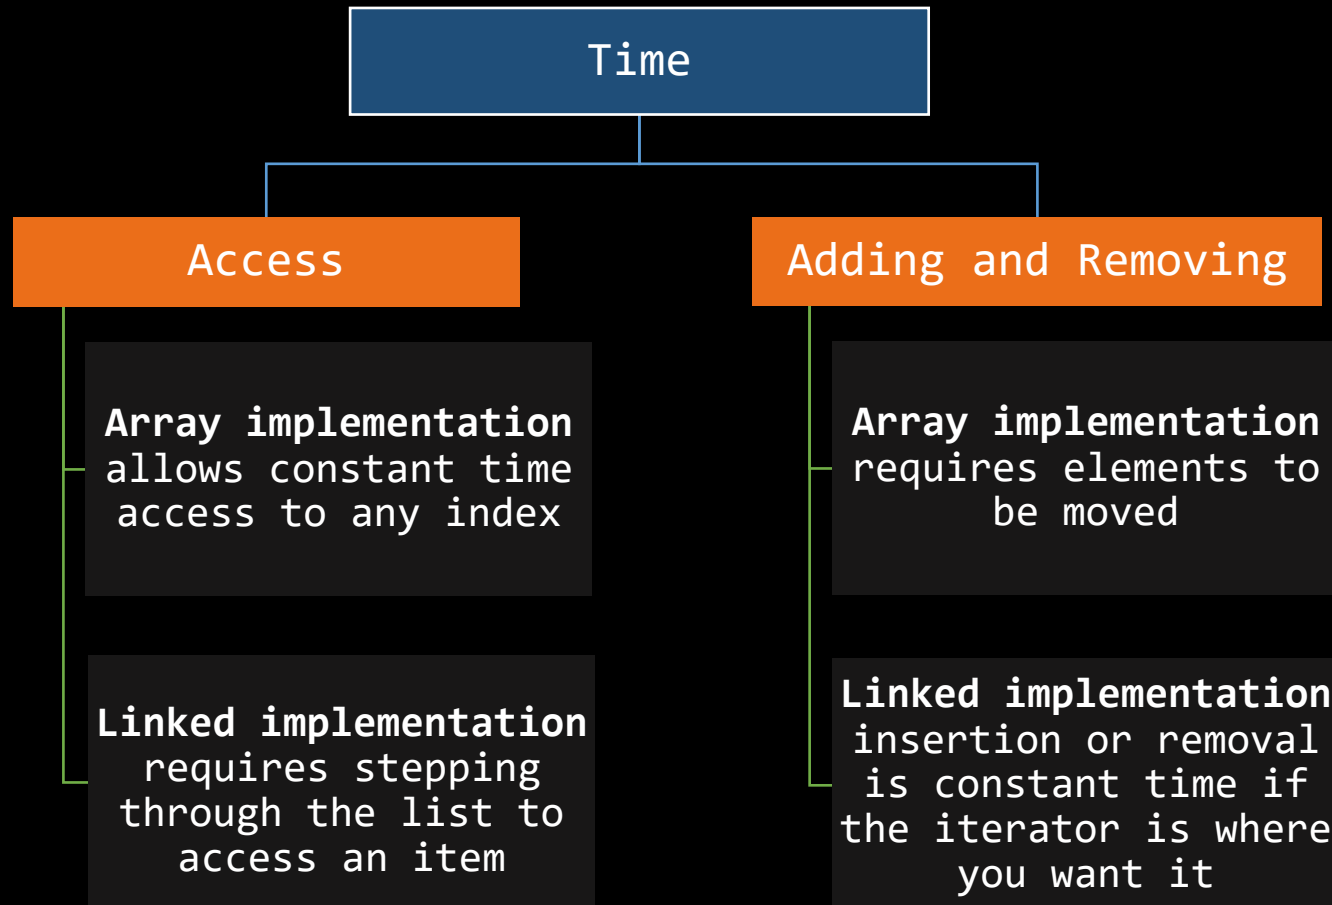 Time
Access
Array implementation
allows constant time
access to any index
Linked implementation
requires stepping
through the list to
access an item
Adding and Removing
Array implementation
requires elements to
be moved
Linked implementation
insertion or removal
is constant time if
the iterator is where
you want it